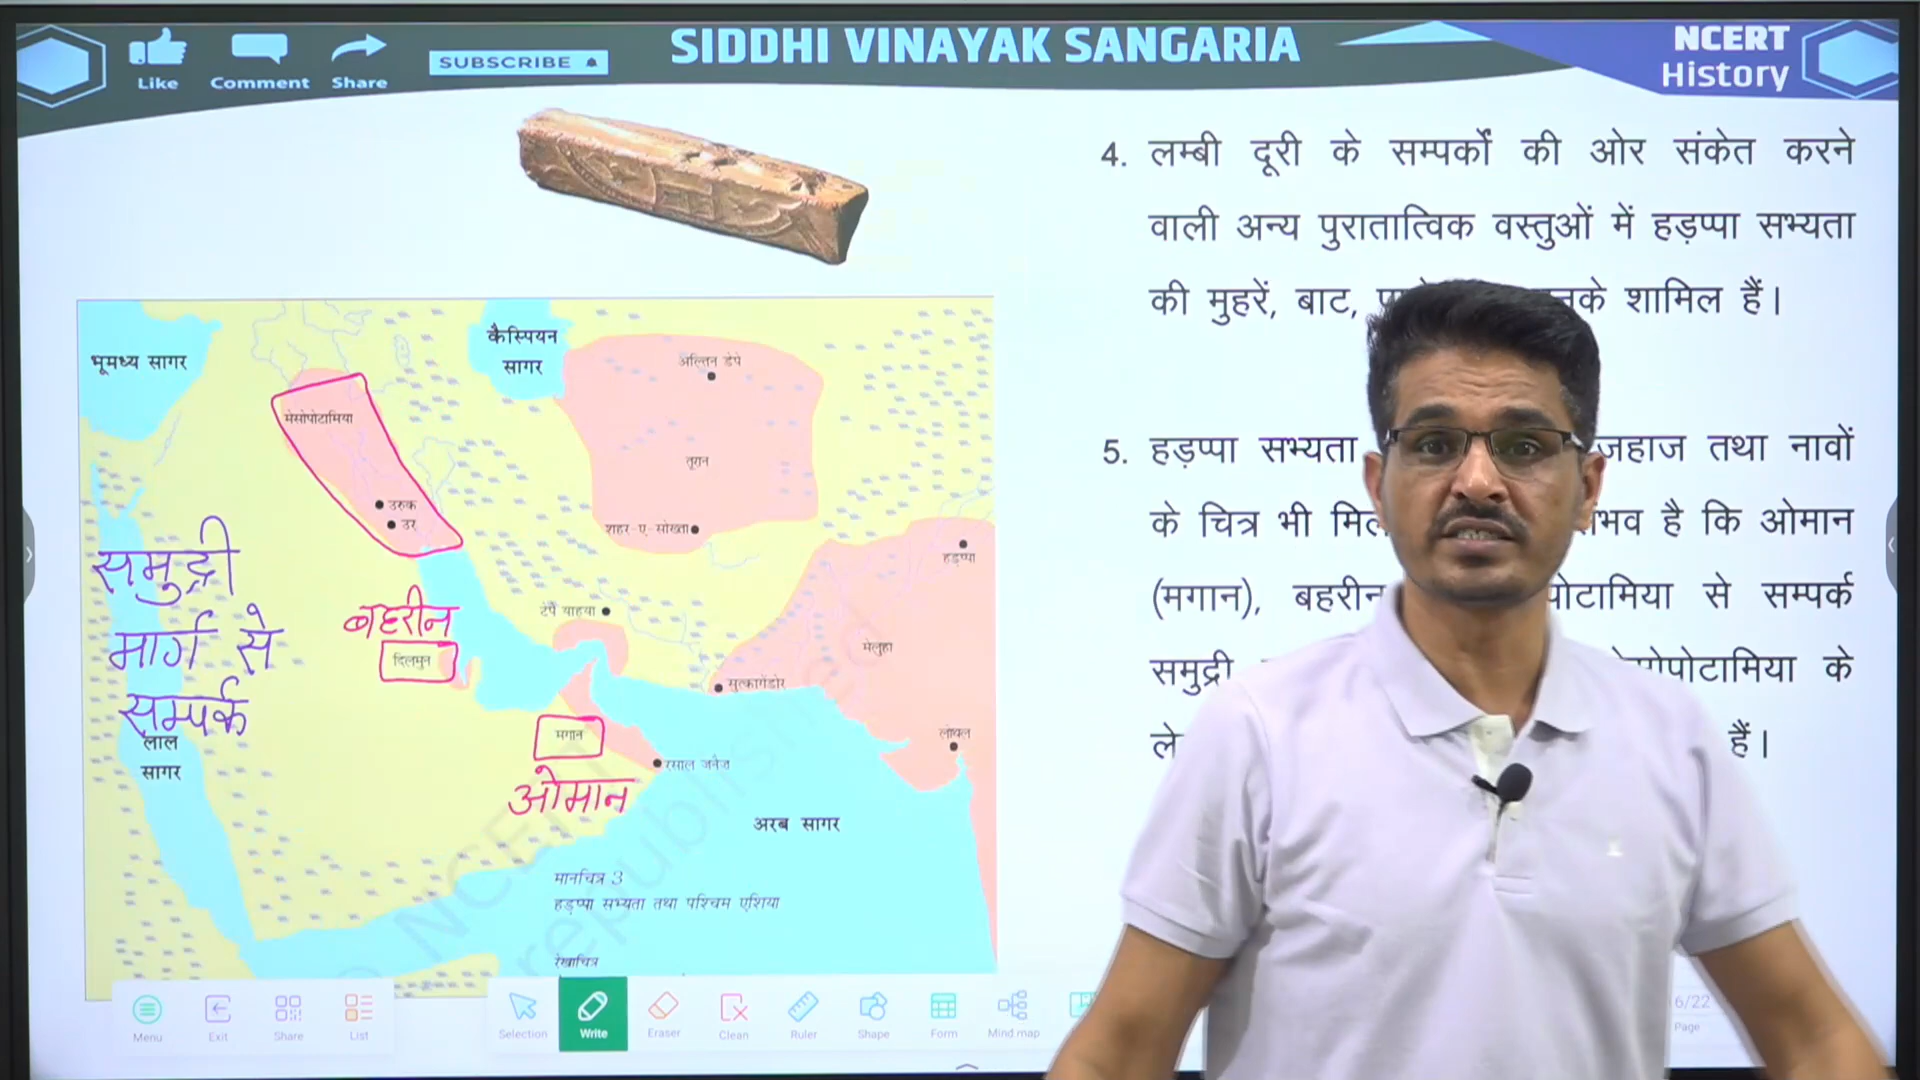 Like
Comment
Share
SUBSCRIBE
SIDDHI VINAYAK SANGARIA
NCERT
History
4. लम्बी दूरी के सम्पर्कों की ओर संकेत करने
वाली अन्य पुरातात्विक वस्तुओं में हड़प्पा सभ्यता
की मुहरें, बाट, शामिल हैं।
5. हड़प्पा सभ्यता जहाज तथा नावों
के चित्र भी है कि ओमान
(मगान), बहरीन से सम्पर्क
समुद्री के
हैं।
भूमध्य सागर
कैस्पियन
सागर
अल्तिन डेपे
मेसोपोटामिया
तूरान
उरुक
उर
शहर-ए-सोख्ता
हड़प्पा
समुद्री
मार्ग से
सम्पर्क
बहरीन
दिलमुन
टेपे याहया
मेलुहा
सुत्कागेंडोर
मगान
ओमान
लोथल
रसाल जनैज
लाल
सागर
अरब सागर
मानचित्र 3
हड़प्पा सभ्यता तथा पश्चिम एशिया
रेखाचित्र
Menu
Exit
Share
List
Selection
Write
Eraser
Clean
Ruler
Shape
Form
Mind map
6/22
Page